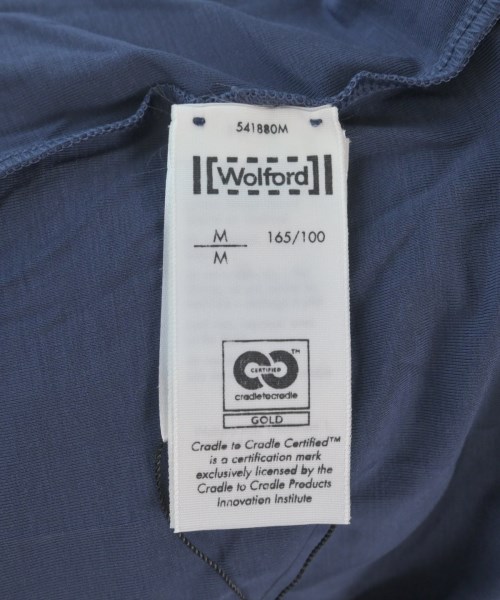 541880M
Wolford
M 165/100
M
CERTIFIED
TM
cradletocradle
GOLD
Cradle to Cradle Certified™
is a certification mark
exclusively licensed by the
Cradle to Cradle Products
Innovation Institute